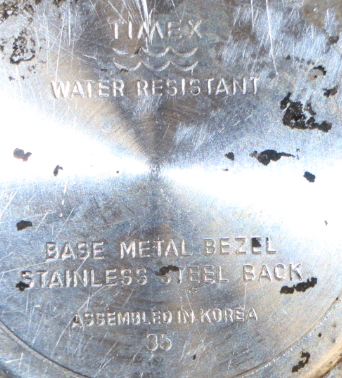 TIMEX
WATER RESISTANT
BASE METAL BEZEL
STAINLESS STEEL BACK
ASSEMBLED IN KOREA
35